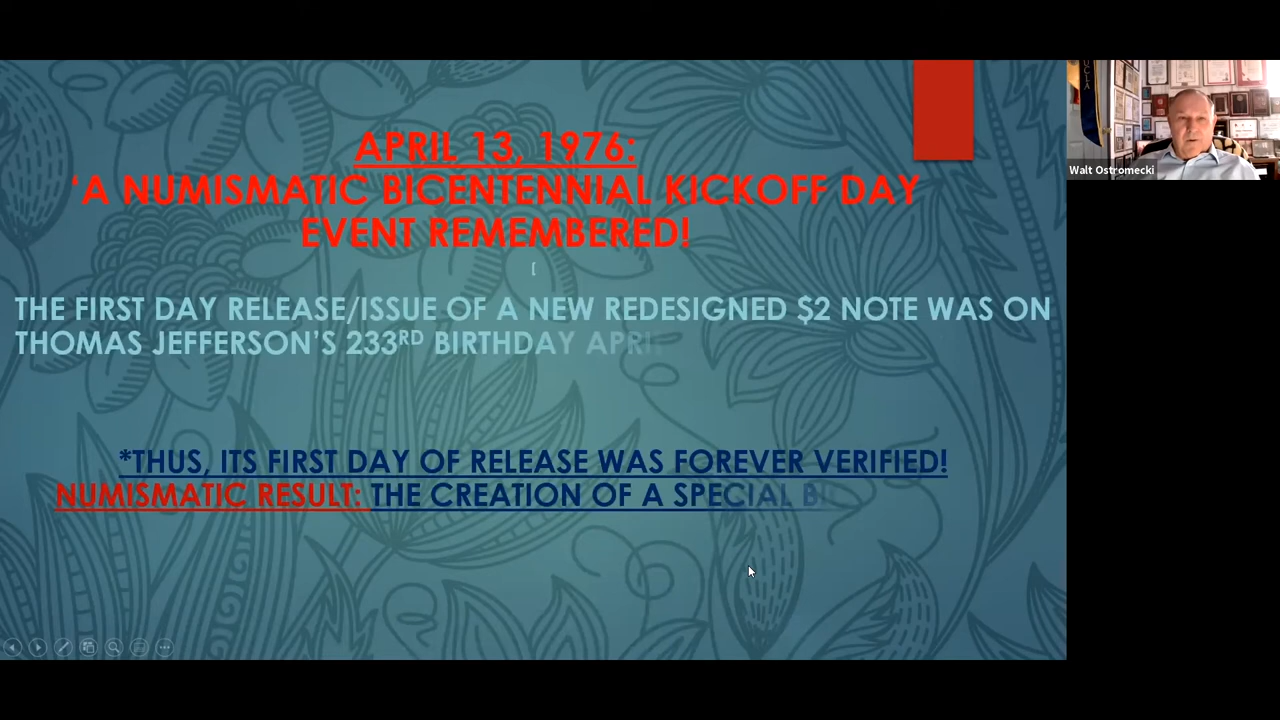 APRIL 13, 1976:
‘A NUMISMATIC BICENTENNIAL KICKOFF DAY
EVENT REMEMBERED!
[
THE FIRST DAY RELEASE/ISSUE OF A NEW REDESIGNED $2 NOTE WAS ON
THOMAS JEFFERSON’S 233RD BIRTHDAY APRI
*THUS, ITS FIRST DAY OF RELEASE WAS FOREVER VERIFIED!
NUMISMATIC RESULT: THE CREATION OF A SPECIAL B
UCLA
Walt Ostromecki